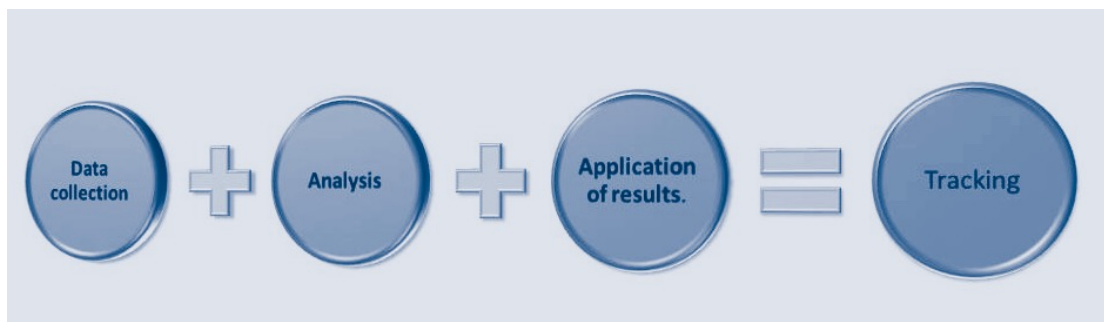 Data
collection
Analysis
Application
of results.
Tracking